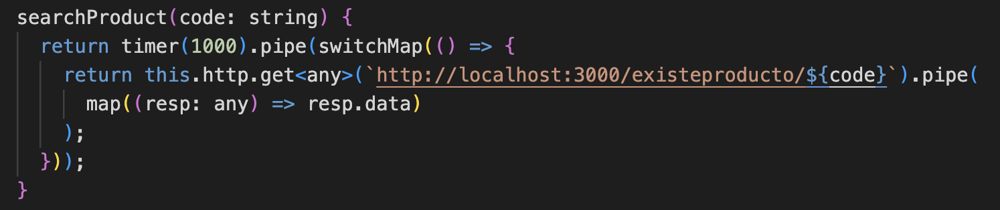 searchProduct(code: string) {
return timer(1000).pipe(switchMap(() => {
return this.http.get<any>(`http://localhost:3000/existeproducto/${code}`).pipe(
map((resp: any) => resp.data)
);
}));
}